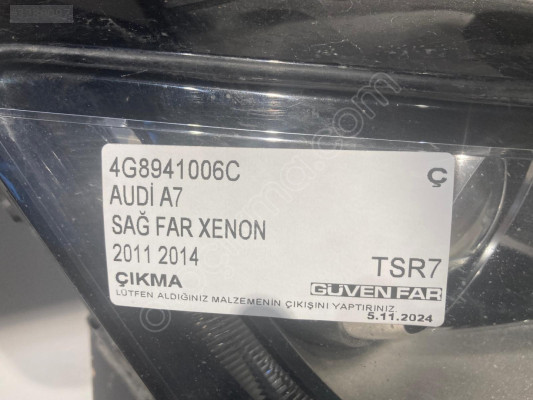 4G8941006C
Ç
AUDİ A7
SAĞ FAR XENON
2011 2014
TSR7
ÇIKMA
GÜVEN FAR
LÜTFEN ALDIĞINIZ MALZEMENİN ÇIKIŞINI YAPTIRINIZ
5.11.2024